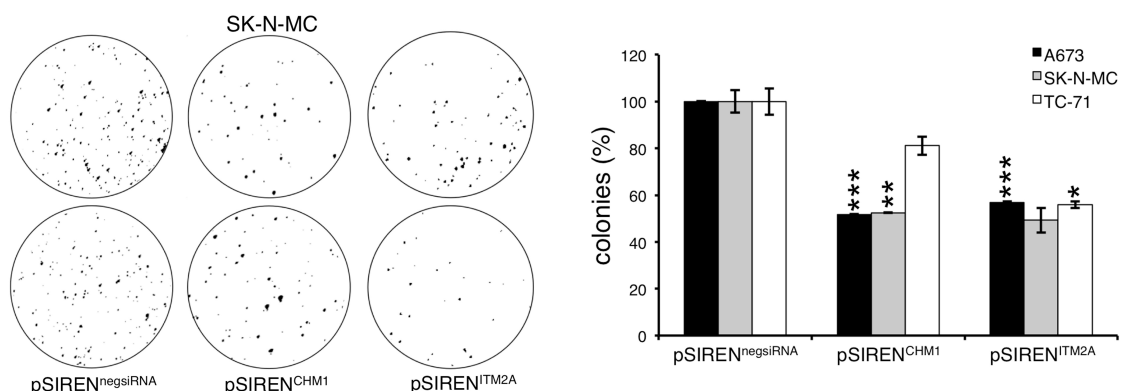 SK-N-MC
pSIREN^negsiRNA
pSIREN^CHM1
pSIREN^ITM2A
colonies (%)
120
100
80
60
40
20
0
A673
SK-N-MC
TC-71
***
**
***
*
pSIREN^negsiRNA
pSIREN^CHM1
pSIREN^ITM2A